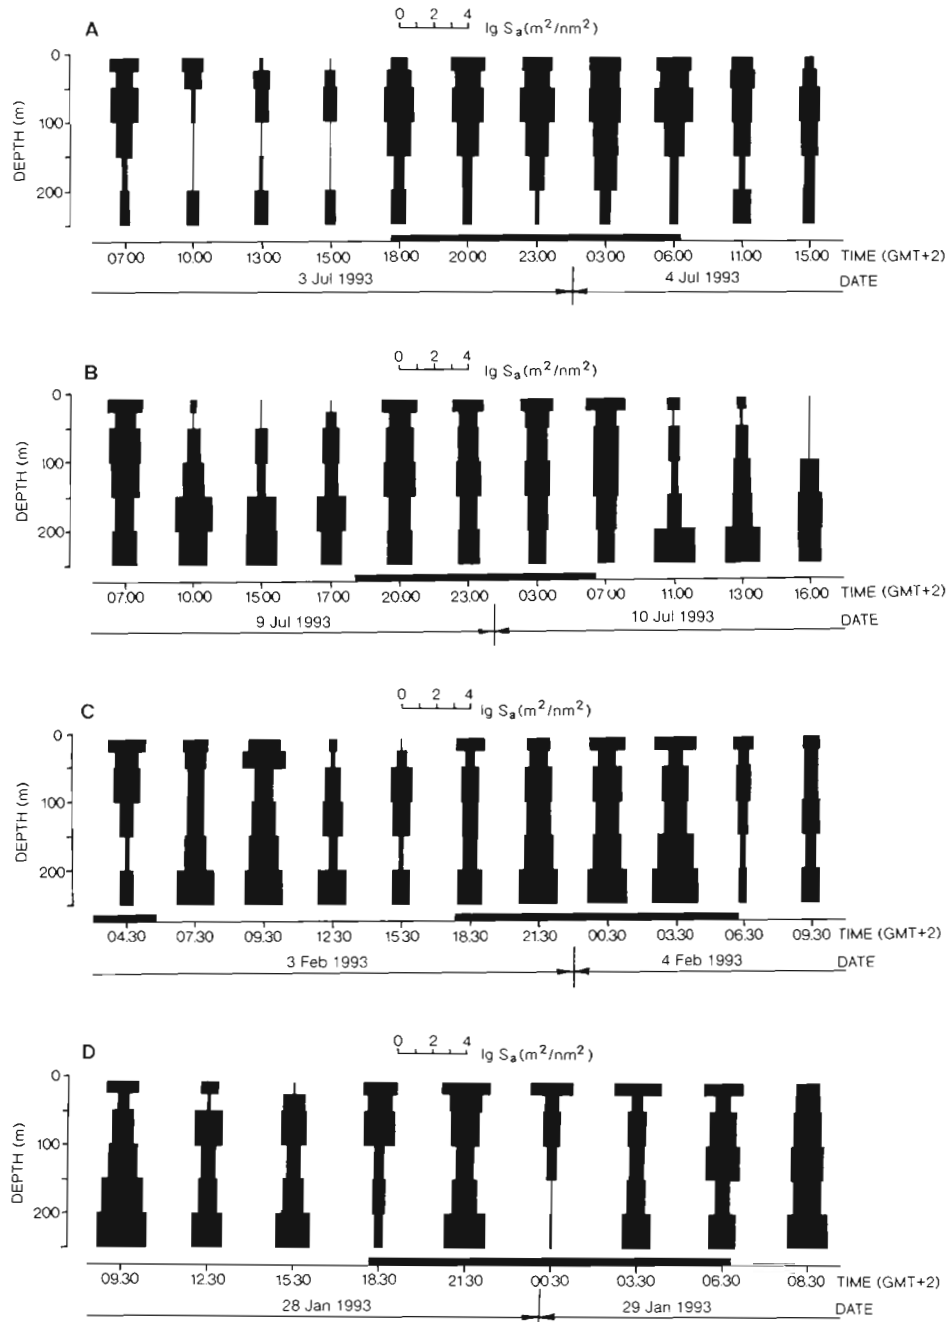 A
0 2 4 lg Sa(m²/nm²)
DEPTH (m)
0
100
200
07.00 10.00 13.00 15.00 18.00 20.00 23.00 03.00 06.00 11.00 15.00 TIME (GMT+2)
3 Jul 1993 4 Jul 1993 DATE
B
0 2 4 lg Sa(m²/nm²)
DEPTH (m)
0
100
200
07.00 10.00 15.00 17.00 20.00 23.00 03.00 07.00 11.00 13.00 16.00 TIME (GMT+2)
9 Jul 1993 10 Jul 1993 DATE
C
0 2 4 lg Sa(m²/nm²)
DEPTH (m)
0
100
200
04.30 07.30 09.30 12.30 15.30 18.30 21.30 00.30 03.30 06.30 09.30 TIME (GMT+2)
3 Feb 1993 4 Feb 1993 DATE
D
0 2 4 lg Sa(m²/nm²)
DEPTH (m)
0
100
200
09.30 12.30 15.30 18.30 21.30 00.30 03.30 06.30 08.30 TIME (GMT+2)
28 Jan 1993 29 Jan 1993 DATE